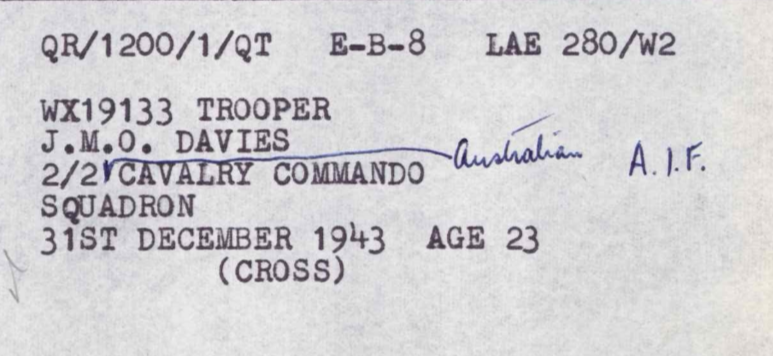 QR/1200/1/QT E-B-8 LAE 280/W2
WX19133 TROOPER
J.M.O. DAVIES
2/2 CAVALRY COMMANDO Australian A.I.F.
SQUADRON
31ST DECEMBER 1943 AGE 23
(CROSS)